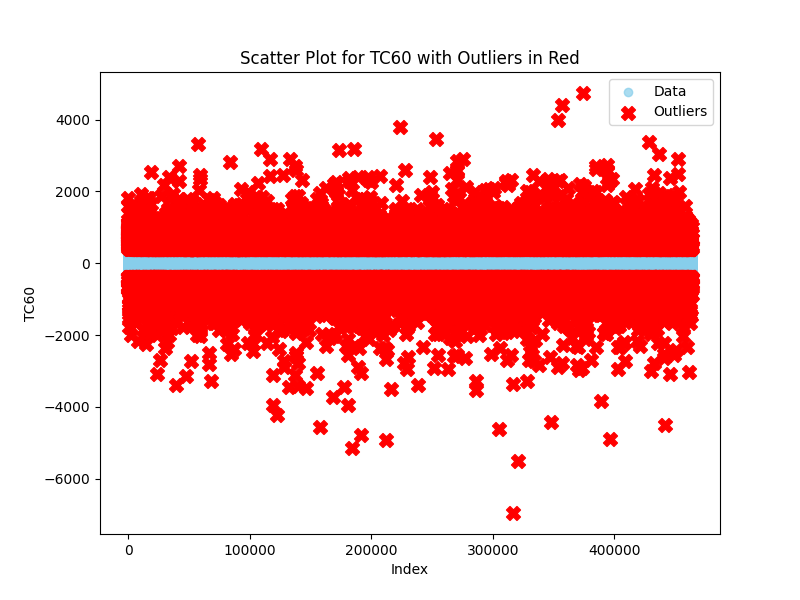 Scatter Plot for TC60 with Outliers in Red
Data
Outliers
4000
2000
0
−2000
−4000
−6000
TC60
0 100000 200000 300000 400000
Index